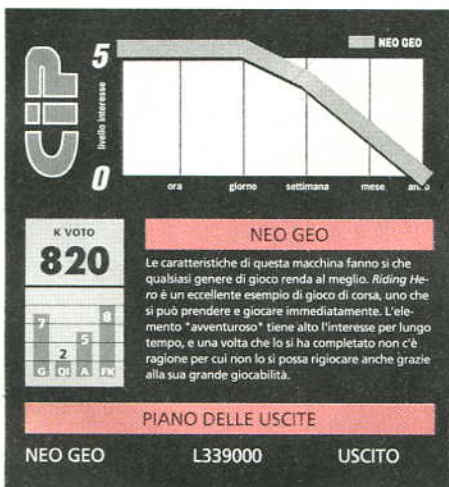 CIP
NEO GEO
5
livello interesse
0
ora giorno settimana mese anno
K VOTO
820
7 2 5 8
G QI A FK
NEO GEO
Le caratteristiche di questa macchina fanno si che
qualsiasi genere di gioco renda al meglio. Riding He-
ro è un eccellente esempio di gioco di corsa, uno che
si può prendere e giocare immediatamente. L'ele-
mento "avventuroso" tiene alto l'interesse per lungo
tempo, e una volta che lo si ha completato non c'è
ragione per cui non lo si possa rigiocare anche grazie
alla sua grande giocabilità.
PIANO DELLE USCITE
NEO GEO L339000 USCITO